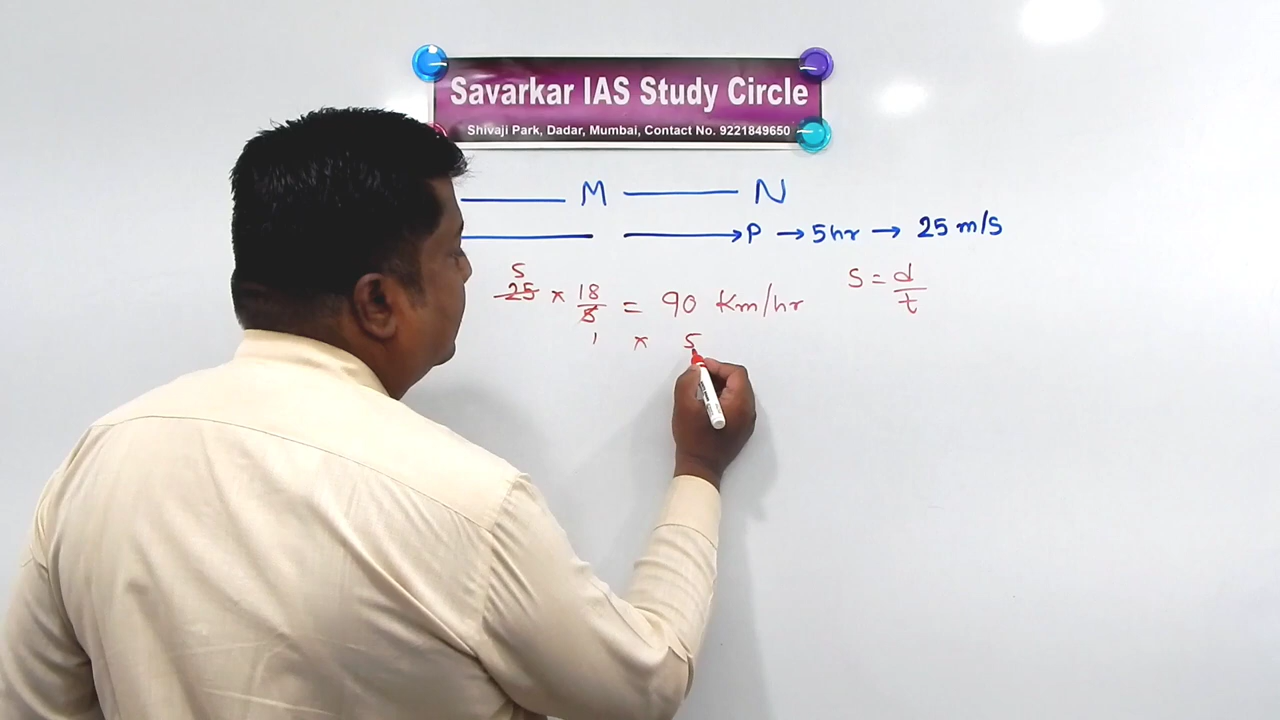 Savarkar IAS Study Circle
Shivaji Park, Dadar, Mumbai, Contact No. 9221849650
M — N
→ P → 5hr → 25 m/s
5
25 × 18/5 = 90 Km/hr
1 × 5
S = d/t